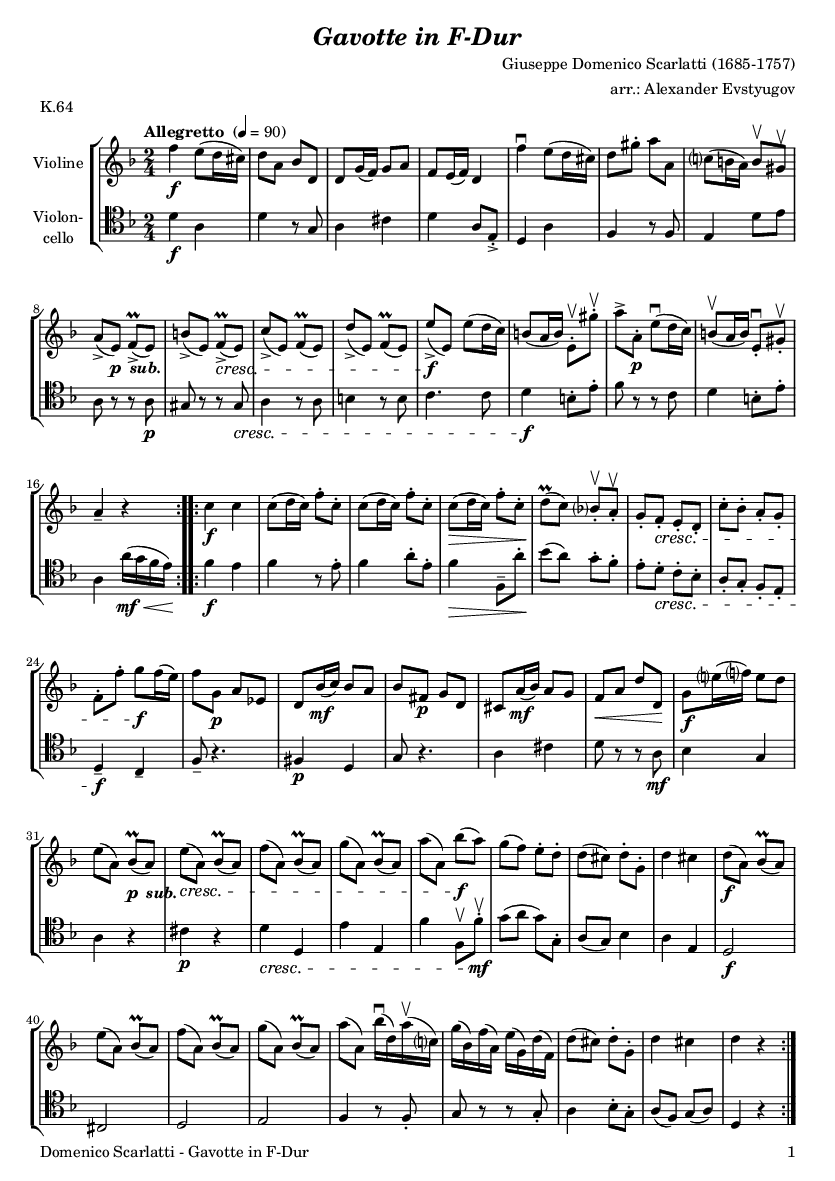 Gavotte in F-Dur
Giuseppe Domenico Scarlatti (1685-1757)
arr.: Alexander Evstyugov
K.64
Allegretto (♩ = 90)
Violine
f
Violon-
cello
f
8
p sub. cresc. f p
p cresc. f
16
f cresc.
mf f cresc.
24
f p mf p mf f
f p mf
31
p sub. cresc. f f
p cresc. mf f
40
Domenico Scarlatti - Gavotte in F-Dur 1